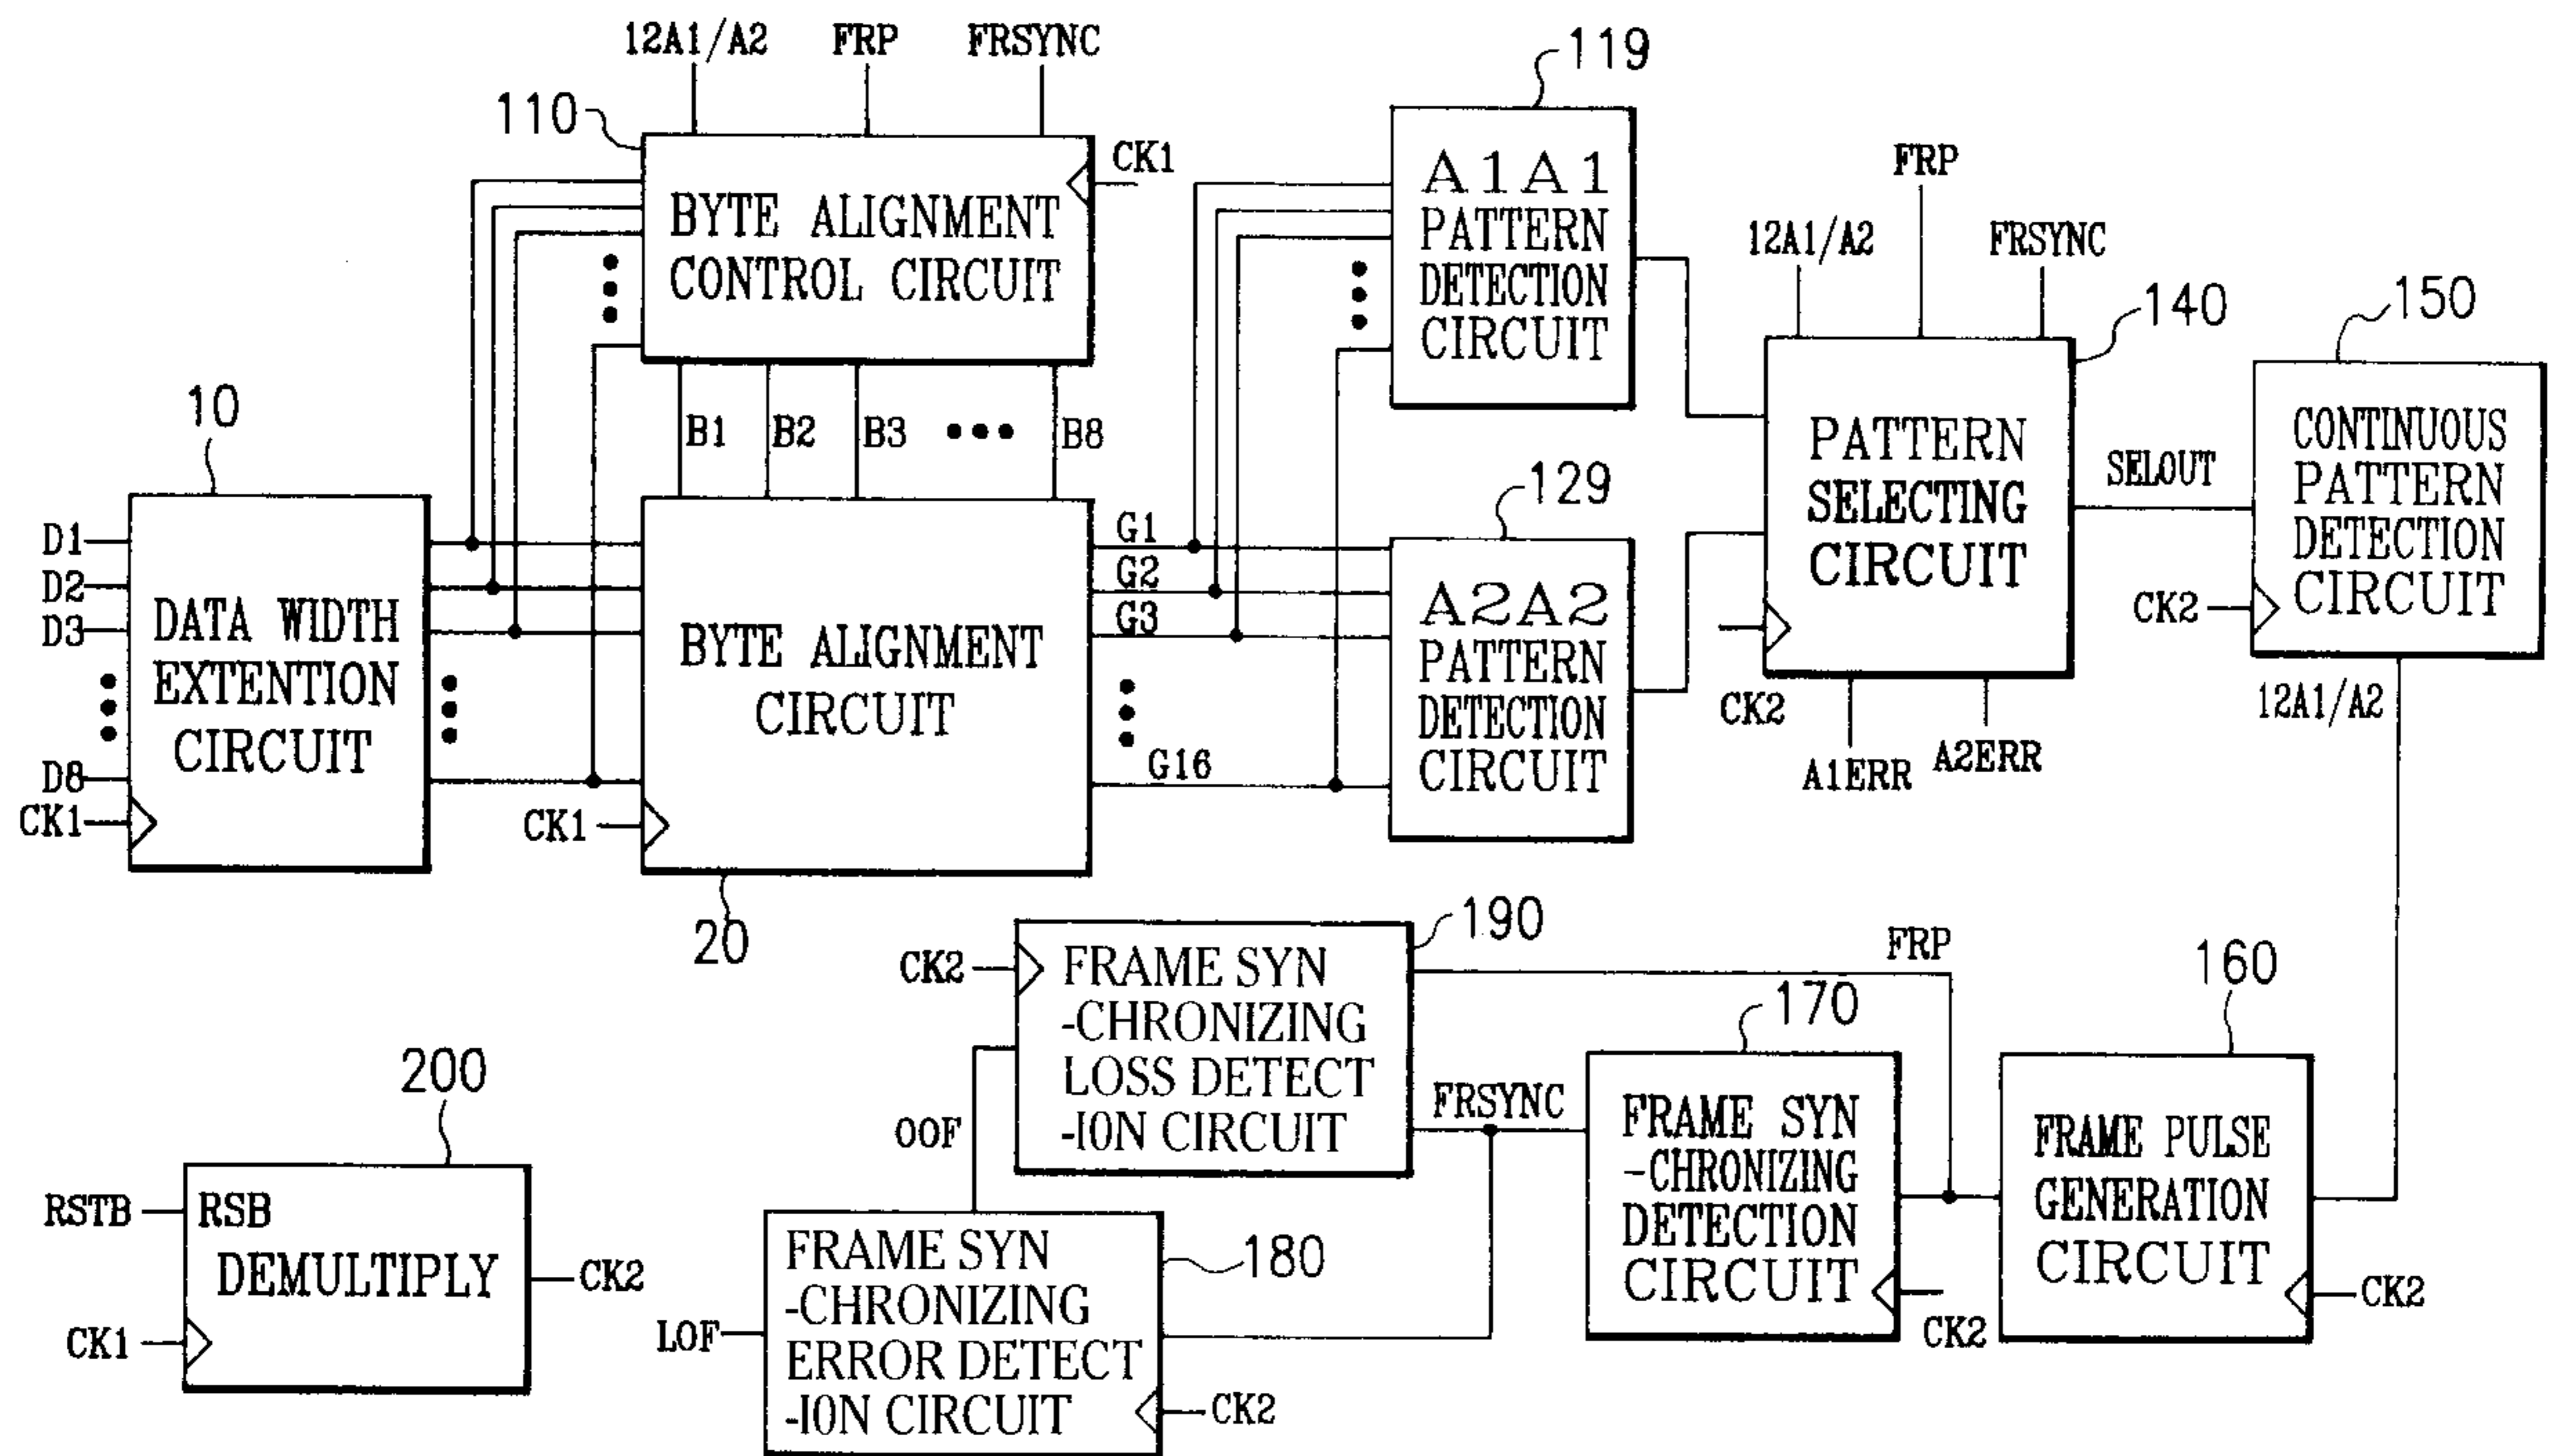 12A1/A2
FRP
FRSYNC
110
CK1
BYTE ALIGNMENT
CONTROL CIRCUIT
119
A1A1
PATTERN
DETECTION
CIRCUIT
FRP
12A1/A2
FRSYNC
140
150
10
B1
B2
B3
B8
D1
D2
D3
D8
CK1
DATA WIDTH
EXTENTION
CIRCUIT
BYTE ALIGNMENT
CIRCUIT
CK1
20
G1
G2
G3
G16
129
A2A2
PATTERN
DETECTION
CIRCUIT
PATTERN
SELECTING
CIRCUIT
CK2
A1ERR
A2ERR
SELOUT
CONTINUOUS
PATTERN
DETECTION
CIRCUIT
CK2
12A1/A2
190
CK2
FRAME SYN
-CHRONIZING
LOSS DETECT
-ION CIRCUIT
FRP
FRSYNC
170
FRAME SYN
-CHRONIZING
DETECTION
CIRCUIT
CK2
160
FRAME PULSE
GENERATION
CIRCUIT
CK2
200
RSTB
RSB
DEMULTIPLY
CK2
CK1
OOF
180
FRAME SYN
-CHRONIZING
ERROR DETECT
-ION CIRCUIT
LOF
CK2